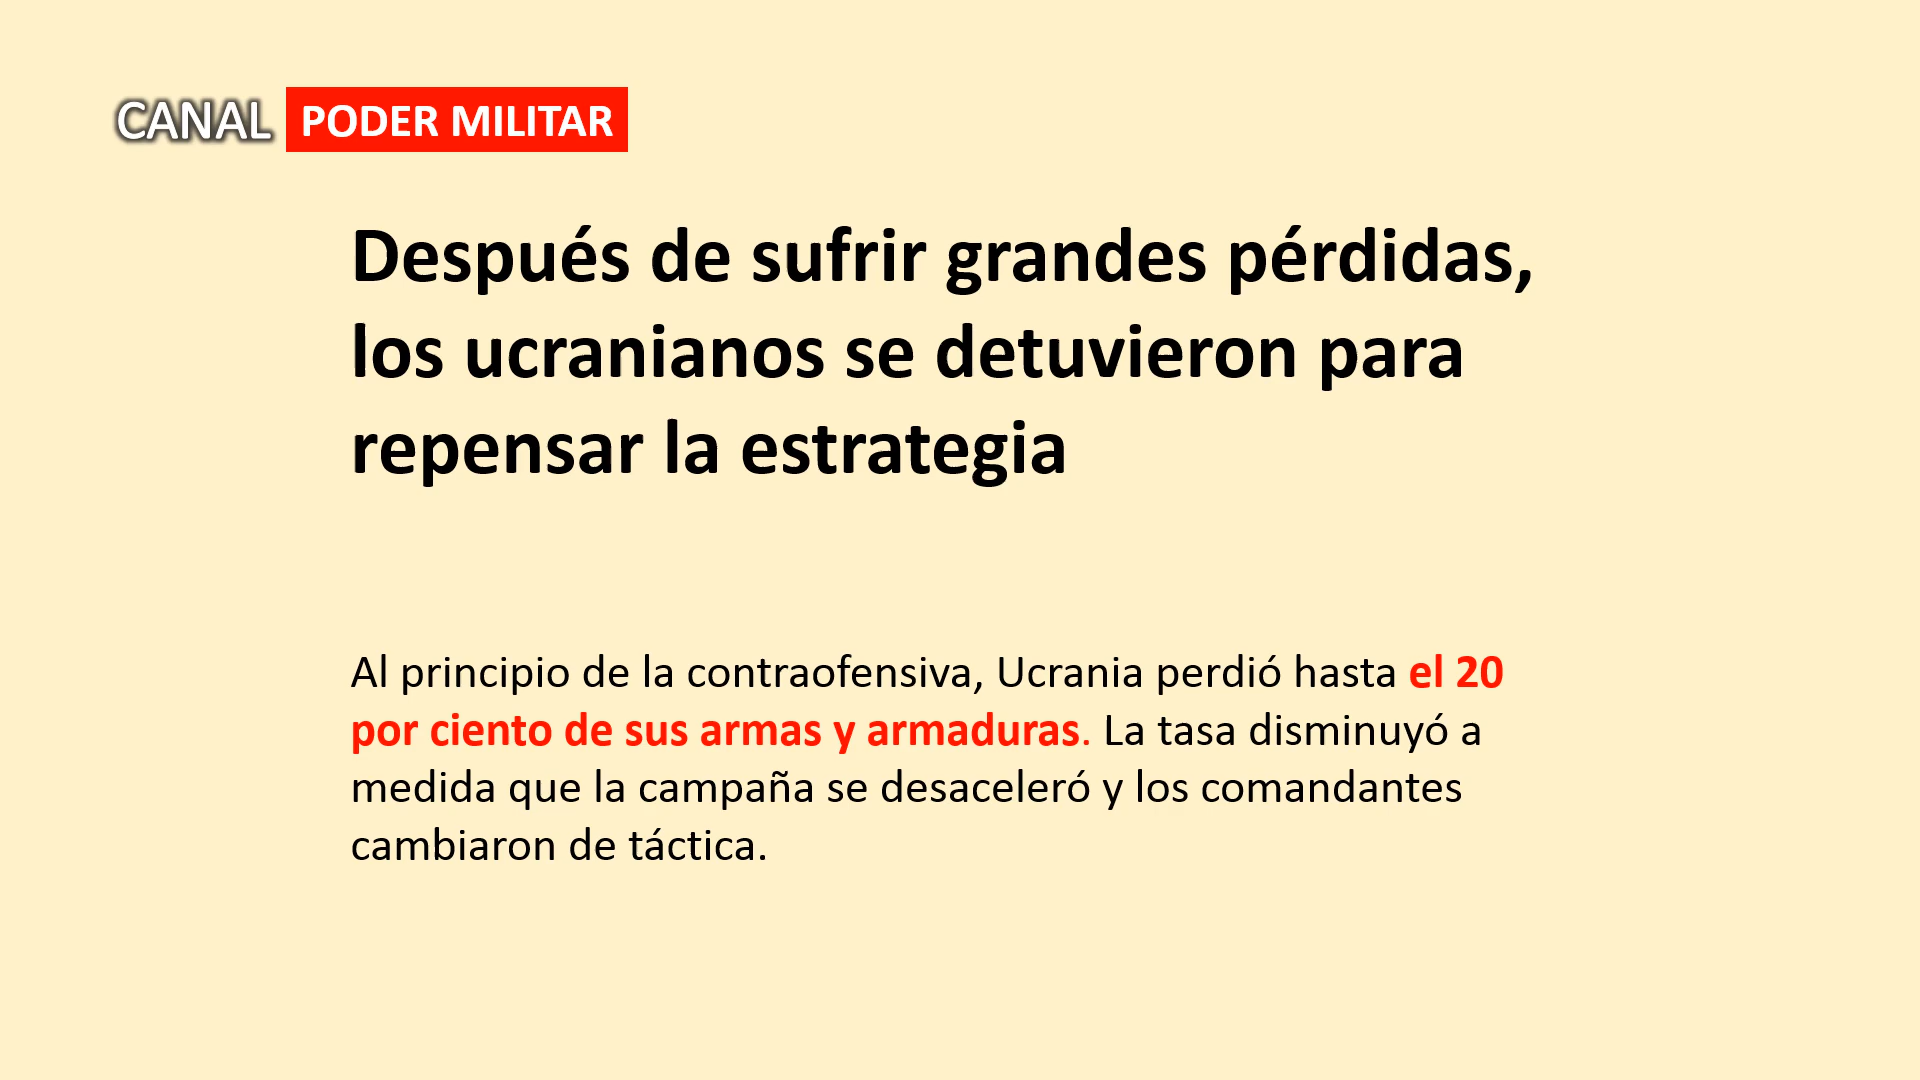 CANAL PODER MILITAR
Después de sufrir grandes pérdidas,
los ucranianos se detuvieron para
repensar la estrategia
Al principio de la contraofensiva, Ucrania perdió hasta el 20
por ciento de sus armas y armaduras. La tasa disminuyó a
medida que la campaña se desaceleró y los comandantes
cambiaron de táctica.